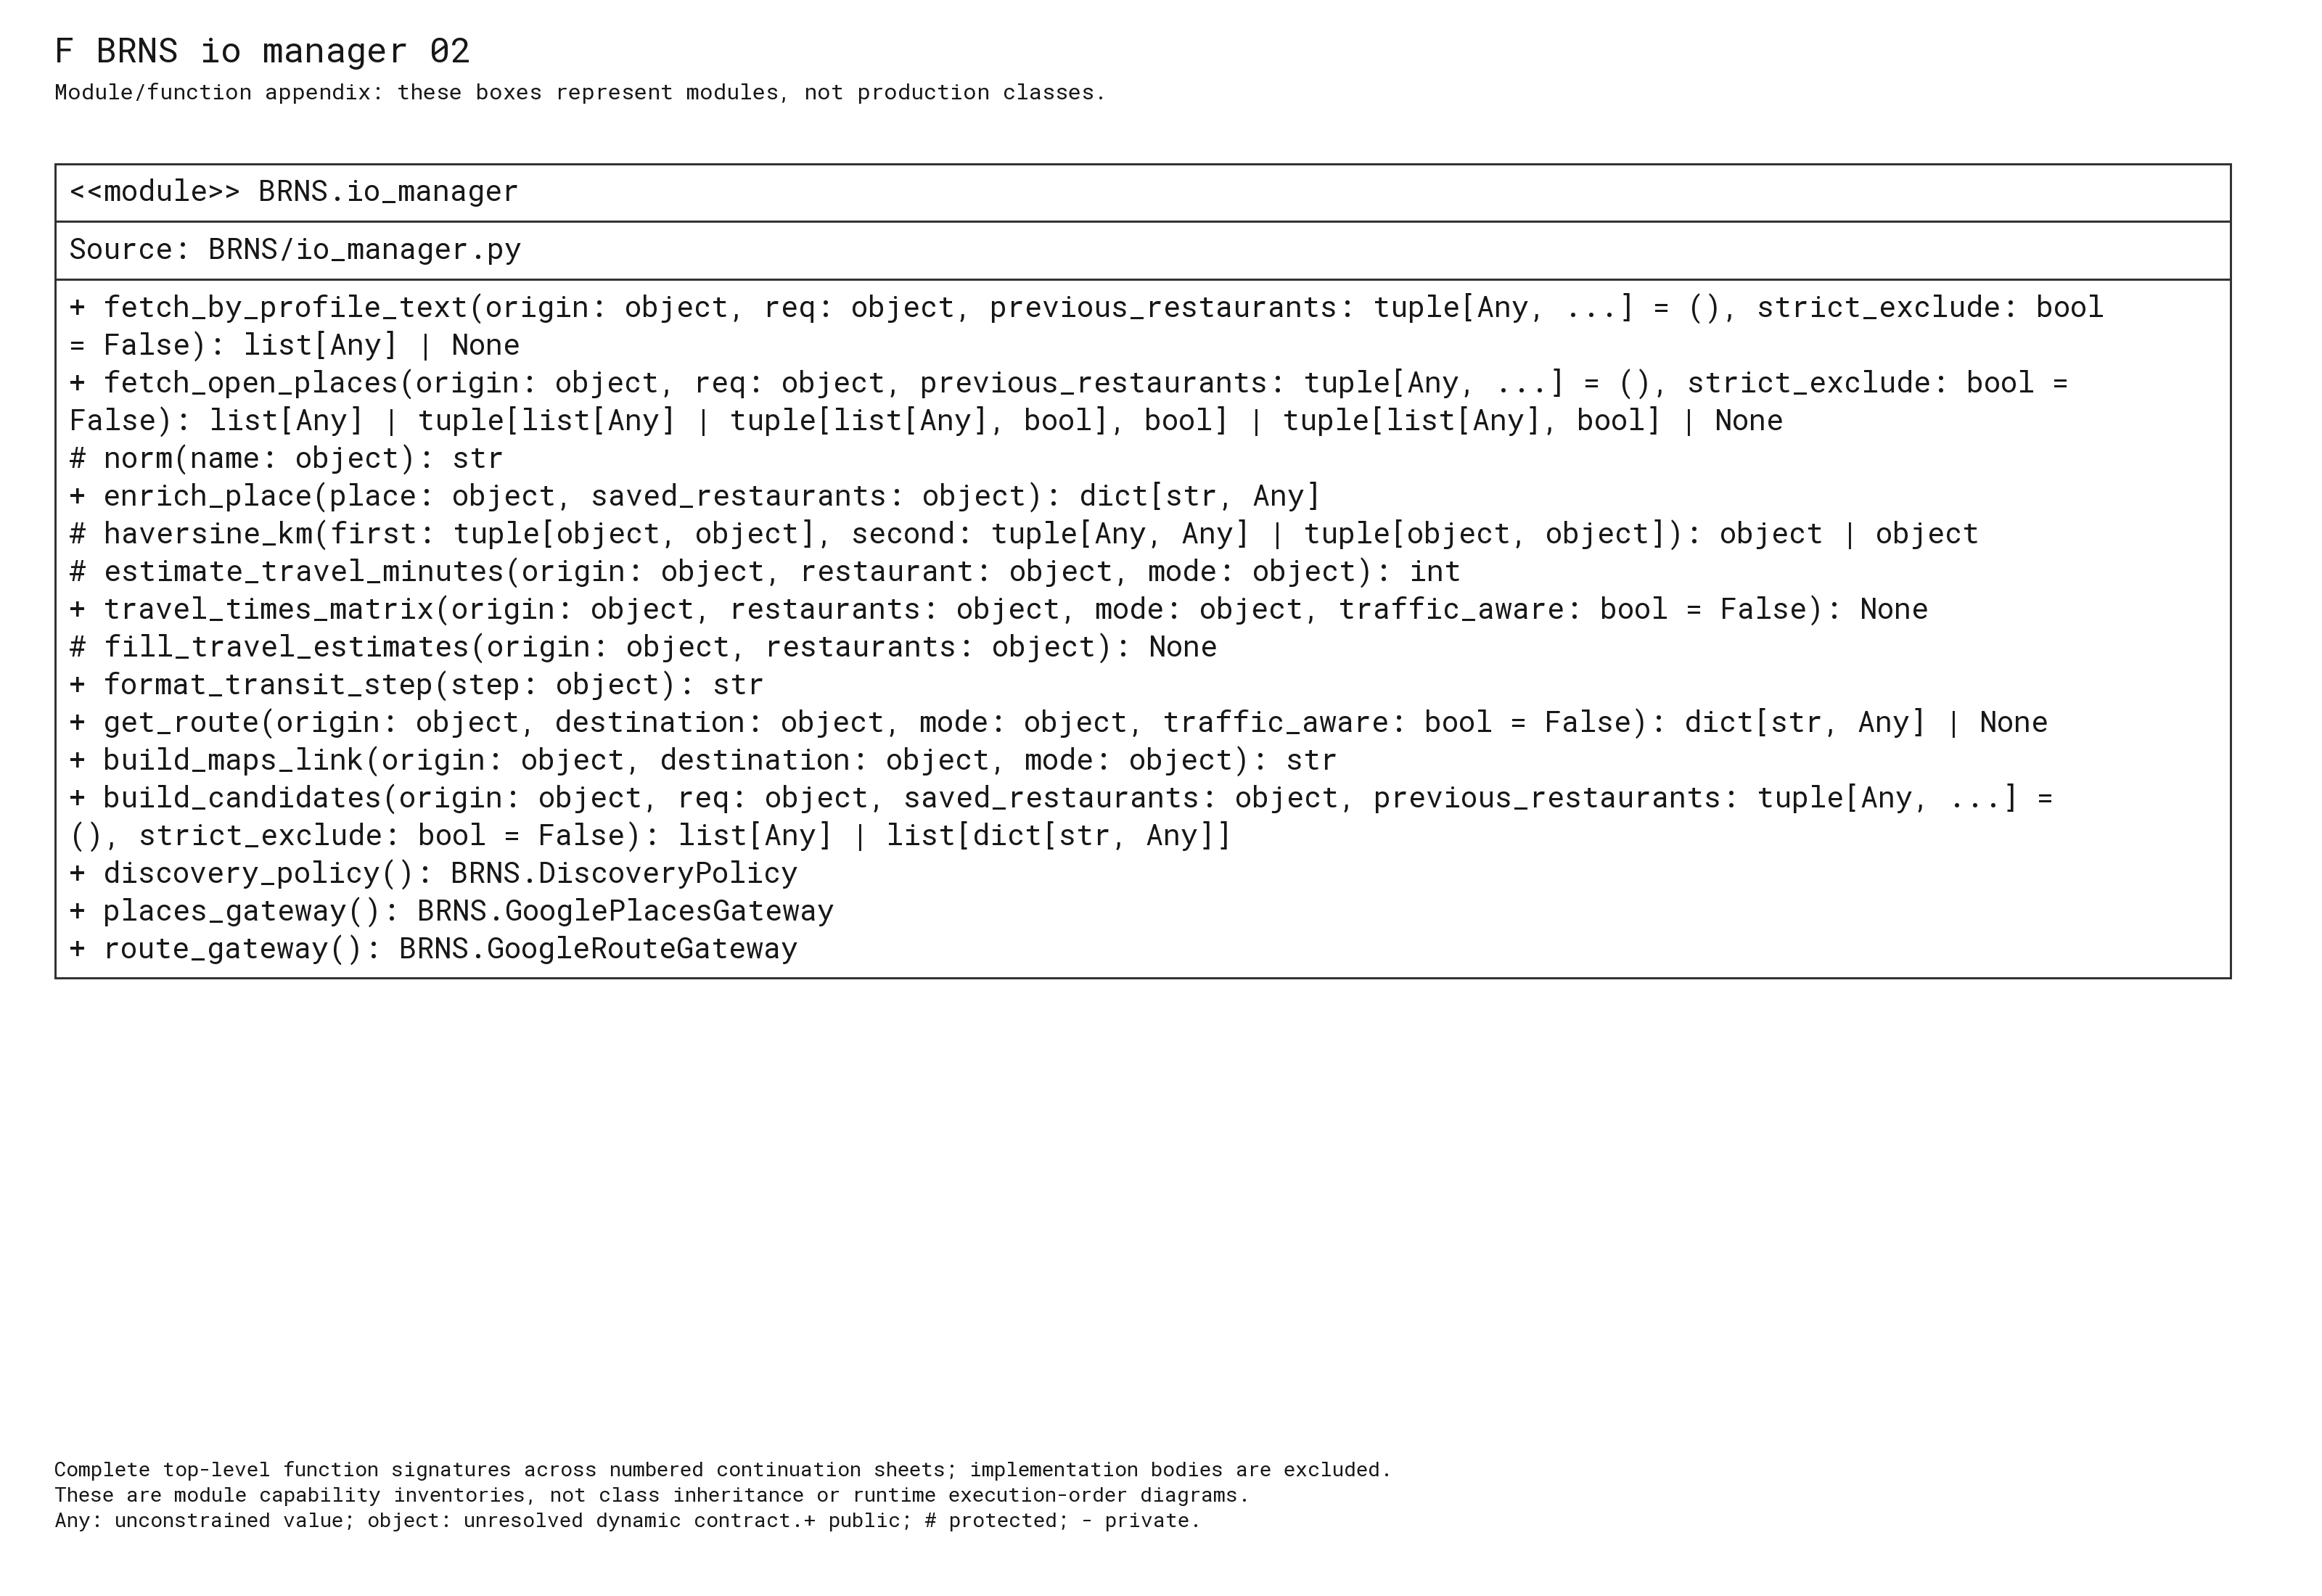 F BRNS io manager 02
Module/function appendix: these boxes represent modules, not production classes.
<<module>> BRNS.io_manager
Source: BRNS/io_manager.py
+ fetch_by_profile_text(origin: object, req: object, previous_restaurants: tuple[Any, ...] = (), strict_exclude: bool
= False): list[Any] | None
+ fetch_open_places(origin: object, req: object, previous_restaurants: tuple[Any, ...] = (), strict_exclude: bool =
False): list[Any] | tuple[list[Any] | tuple[list[Any], bool], bool] | tuple[list[Any], bool] | None
# norm(name: object): str
+ enrich_place(place: object, saved_restaurants: object): dict[str, Any]
# haversine_km(first: tuple[object, object], second: tuple[Any, Any] | tuple[object, object]): object | object
# estimate_travel_minutes(origin: object, restaurant: object, mode: object): int
+ travel_times_matrix(origin: object, restaurants: object, mode: object, traffic_aware: bool = False): None
# fill_travel_estimates(origin: object, restaurants: object): None
+ format_transit_step(step: object): str
+ get_route(origin: object, destination: object, mode: object, traffic_aware: bool = False): dict[str, Any] | None
+ build_maps_link(origin: object, destination: object, mode: object): str
+ build_candidates(origin: object, req: object, saved_restaurants: object, previous_restaurants: tuple[Any, ...] =
(), strict_exclude: bool = False): list[Any] | list[dict[str, Any]]
+ discovery_policy(): BRNS.DiscoveryPolicy
+ places_gateway(): BRNS.GooglePlacesGateway
+ route_gateway(): BRNS.GoogleRouteGateway
Complete top-level function signatures across numbered continuation sheets; implementation bodies are excluded.
These are module capability inventories, not class inheritance or runtime execution-order diagrams.
Any: unconstrained value; object: unresolved dynamic contract.+ public; # protected; - private.